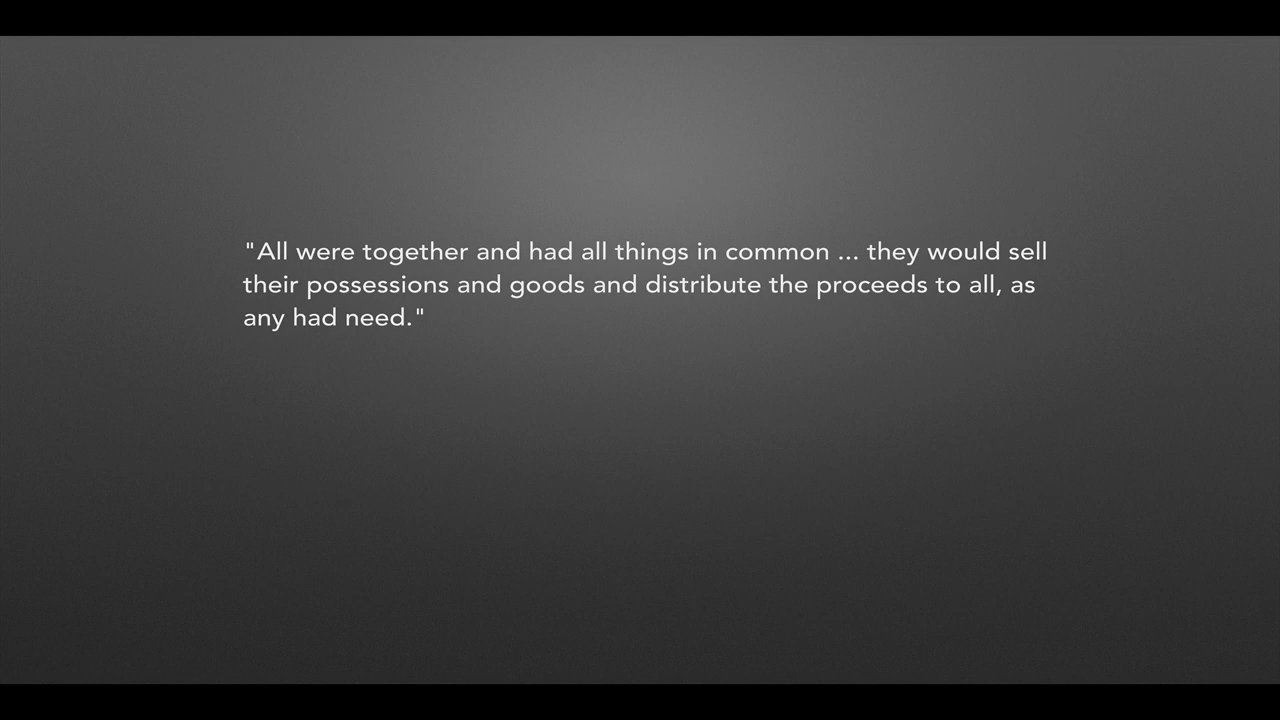 "All were together and had all things in common ... they would sell
their possessions and goods and distribute the proceeds to all, as
any had need."